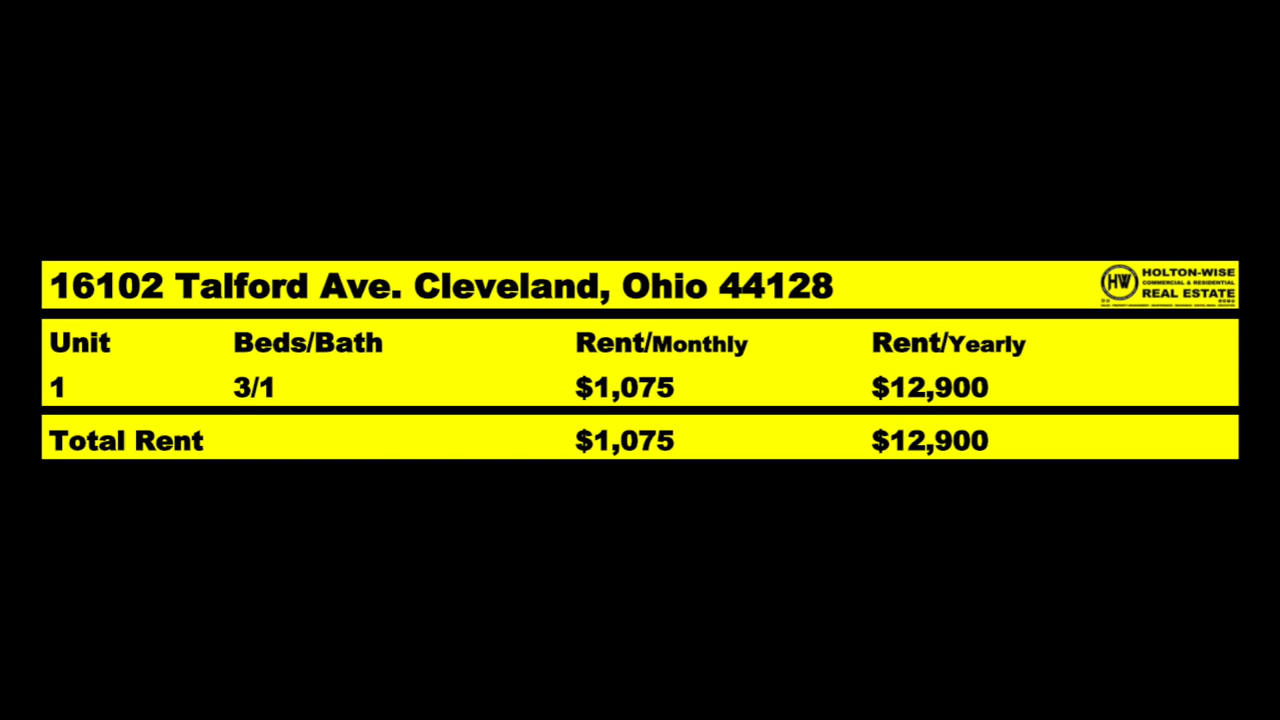 16102 Talford Ave. Cleveland, Ohio 44128
HW
HOLTON-WISE
COMMERCIAL & RESIDENTIAL
REAL ESTATE
Unit Beds/Bath Rent/Monthly Rent/Yearly
1 3/1 $1,075 $12,900
Total Rent $1,075 $12,900